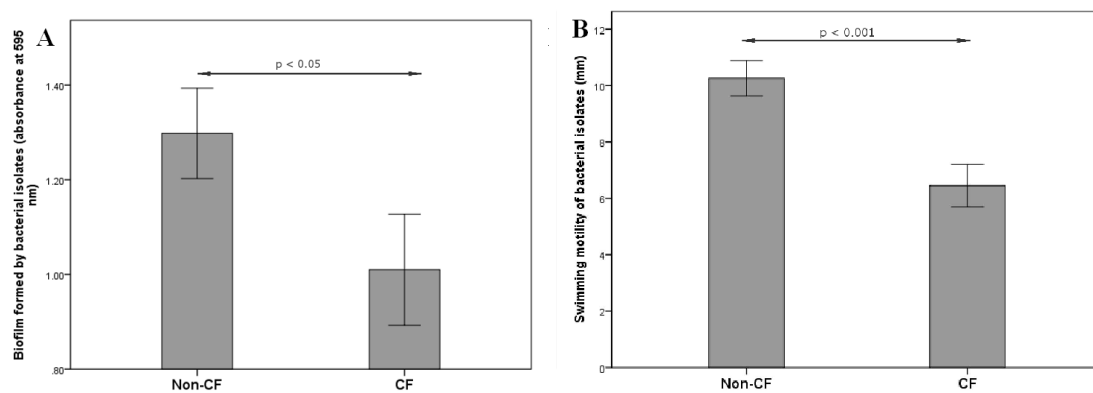 A
Biofilm formed by bacterial isolates (absorbance at 595
nm)
1.40
1.20
1.00
.80
p < 0.05
Non-CF
CF
B
Swimming motility of bacterial isolates (mm)
12
10
8
6
4
2
0
p < 0.001
Non-CF
CF